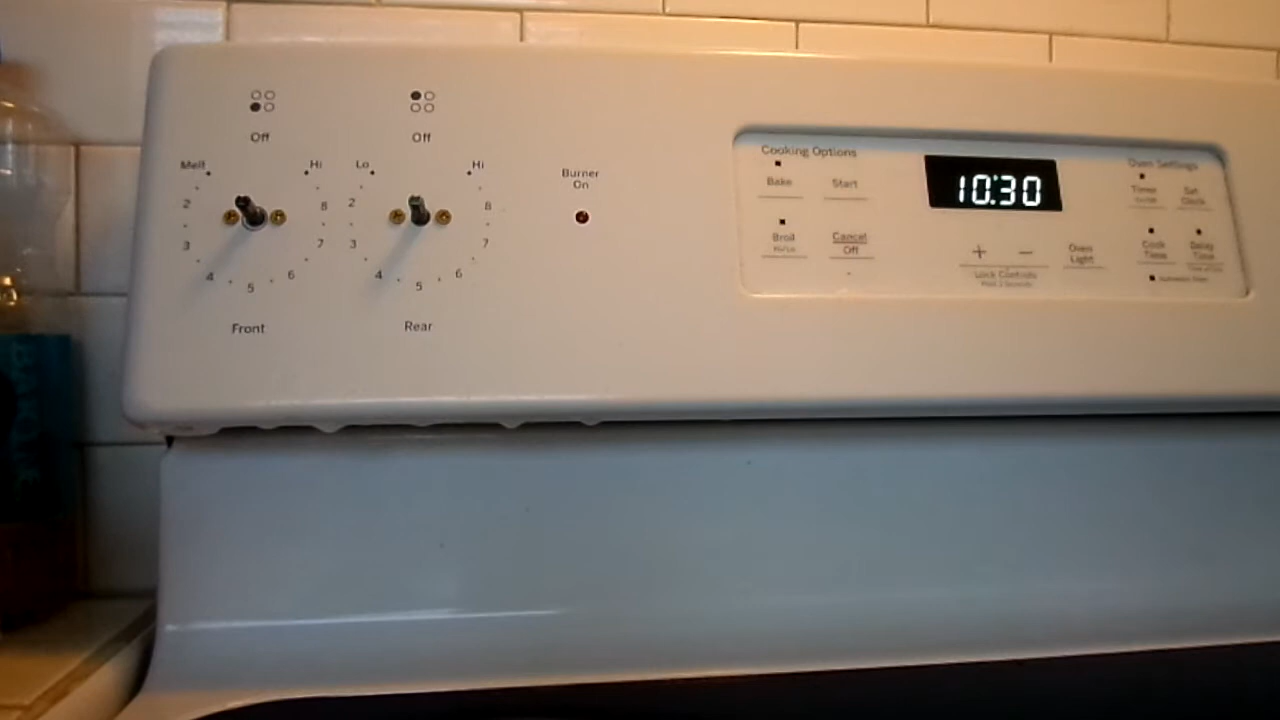 Off
Melt
Hi
2
8
3
7
4
6
5
Front
Off
Lo
Hi
2
8
3
7
4
6
5
Rear
Burner
On
Cooking Options
Bake
Start
Broil
Hi/Lo
Cancel
Off
10:30
+ −
Lock Controls
Oven
Light
Oven Settings
Timer
Set
Clock
Cook
Time
Delay
Time